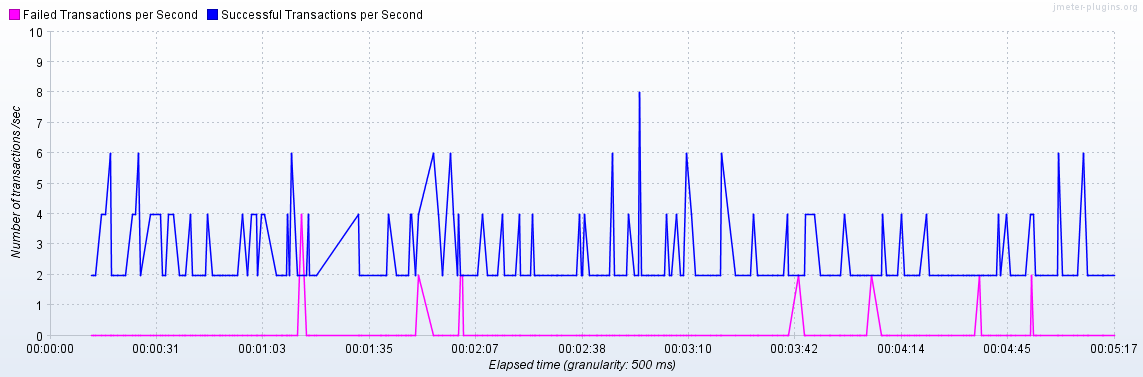 Failed Transactions per Second Successful Transactions per Second
jmeter-plugins.org
10
9
8
7
6
5
4
3
2
1
0
Number of transactions /sec
00:00:00 00:00:31 00:01:03 00:01:35 00:02:07 00:02:38 00:03:10 00:03:42 00:04:14 00:04:45 00:05:17
Elapsed time (granularity: 500 ms)